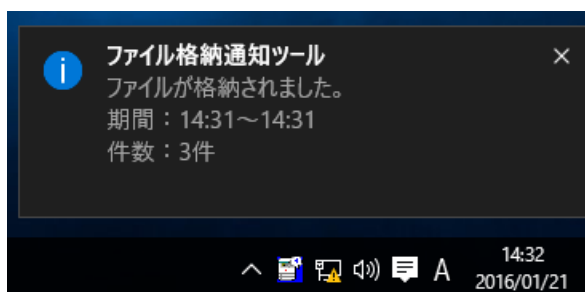 ファイル格納通知ツール
ファイルが格納されました。
期間：14:31～14:31
件数：3件
A
14:32
2016/01/21